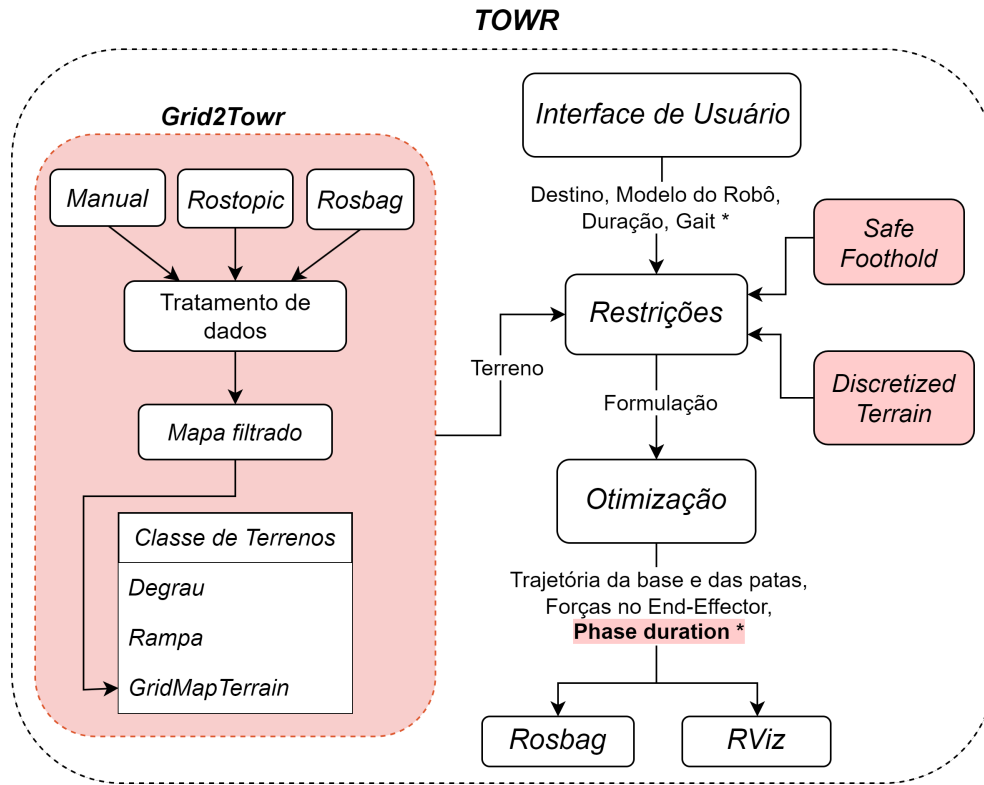 TOWR
Grid2Towr
Manual
Rostopic
Rosbag
Tratamento de
dados
Mapa filtrado
Classe de Terrenos
Degrau
Rampa
GridMapTerrain
Terreno
Interface de Usuário
Destino, Modelo do Robô,
Duração, Gait *
Restrições
Safe
Foothold
Discretized
Terrain
Formulação
Otimização
Trajetória da base e das patas,
Forças no End-Effector,
Phase duration *
Rosbag
RViz